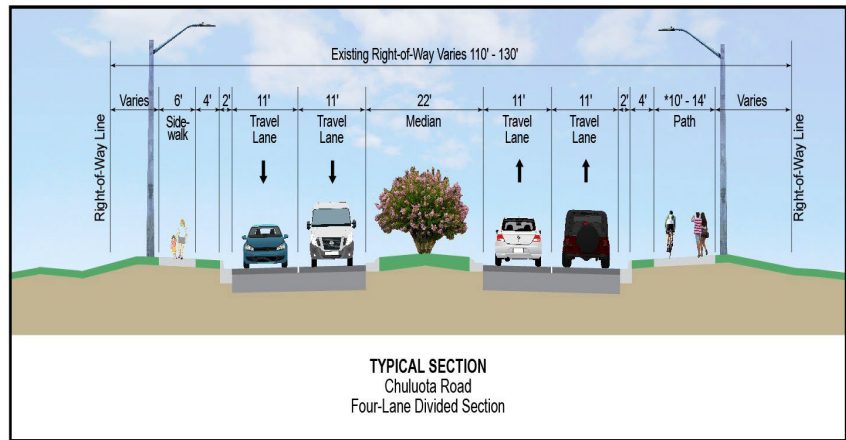 Existing Right-of-Way Varies 110' - 130'
Varies
6'
4'
2'
11'
11'
22'
11'
11'
2'
4'
*10' - 14'
Varies
Side-
walk
Travel
Lane
Travel
Lane
Median
Travel
Lane
Travel
Lane
Path
Right-of-Way Line
Right-of-Way Line
TYPICAL SECTION
Chuluota Road
Four-Lane Divided Section